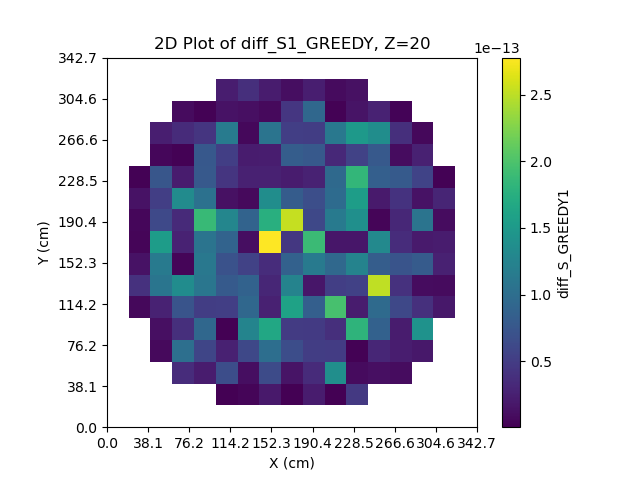 2D Plot of diff_S1_GREEDY, Z=20
1e−13
342.7
304.6
266.6
228.5
190.4
152.3
114.2
76.2
38.1
0.0
Y (cm)
0.0 38.1 76.2 114.2 152.3 190.4 228.5 266.6 304.6 342.7
X (cm)
2.5
2.0
1.5
1.0
0.5
diff_S_GREEDY1